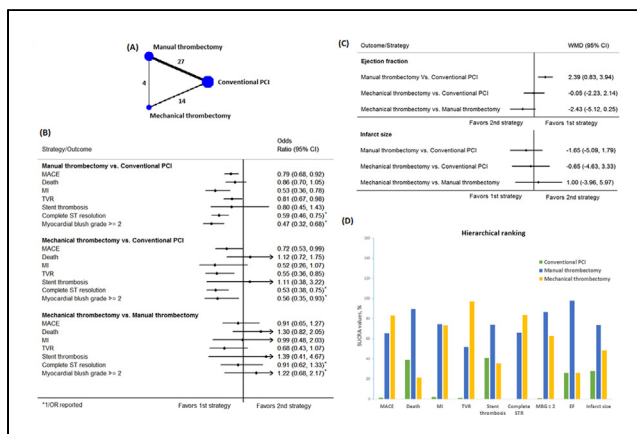 (A)
Manual thrombectomy
27
Conventional PCI
4
14
Mechanical thrombectomy
(B)
Strategy/Outcome
Odds
Ratio (95% CI)
Manual thrombectomy vs. Conventional PCI
MACE 0.79 (0.68, 0.92)
Death 0.86 (0.70, 1.05)
MI 0.53 (0.36, 0.78)
TVR 0.81 (0.67, 0.98)
Stent thrombosis 0.80 (0.45, 1.43)
Complete ST resolution 0.59 (0.46, 0.75)*
Myocardial blush grade >= 2 0.47 (0.32, 0.68)*
Mechanical thrombectomy vs. Conventional PCI
MACE 0.72 (0.53, 0.99)
Death 1.12 (0.72, 1.75)
MI 0.52 (0.26, 1.07)
TVR 0.55 (0.36, 0.85)
Stent thrombosis 1.11 (0.38, 3.22)
Complete ST resolution 0.53 (0.38, 0.75)*
Myocardial blush grade >= 2 0.56 (0.35, 0.93)*
Mechanical thrombectomy vs. Manual thrombectomy
MACE 0.91 (0.65, 1.27)
Death 1.30 (0.82, 2.05)
MI 0.99 (0.48, 2.03)
TVR 0.68 (0.43, 1.07)
Stent thrombosis 1.39 (0.41, 4.67)
Complete ST resolution 0.91 (0.62, 1.33)*
Myocardial blush grade >= 2 1.22 (0.68, 2.17)*
*1/OR reported
Favors 1st strategy
Favors 2nd strategy
(C)
Outcome/Strategy
WMD (95% CI)
Ejection fraction
Manual thrombectomy Vs. Conventional PCI 2.39 (0.83, 3.94)
Mechanical thrombectomy vs. Conventional PCI -0.05 (-2.23, 2.14)
Mechanical thrombectomy vs. Manual thrombectomy -2.43 (-5.12, 0.25)
Favors 2nd strategy
Favors 1st strategy
Infarct size
Manual thrombectomy vs. Conventional PCI -1.65 (-5.09, 1.79)
Mechanical thrombectomy vs. Conventional PCI -0.65 (-4.63, 3.33)
Mechanical thrombectomy vs. Manual thrombectomy 1.00 (-3.96, 5.97)
Favors 1st strategy
Favors 2nd strategy
(D)
Hierarchical ranking
Conventional PCI
Manual thrombectomy
Mechanical thrombectomy
SUCRA values, %
100
80
60
40
20
0
MACE
Death
MI
TVR
Stent
thrombosis
Complete
STR
MBG ≥ 2
EF
Infarct size